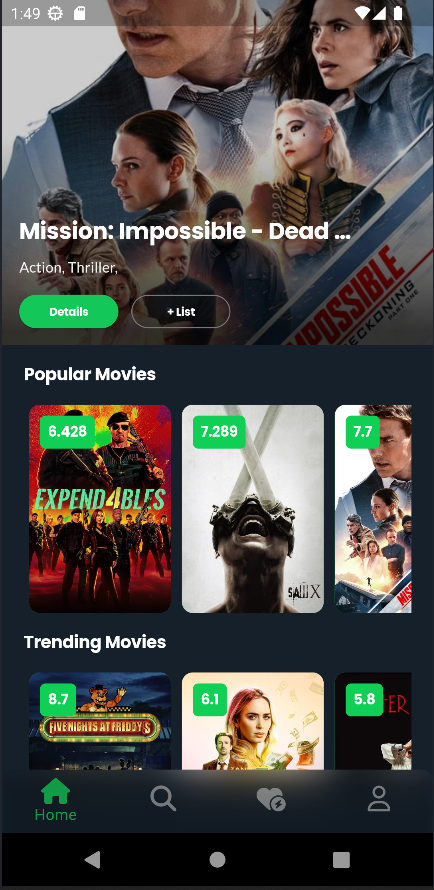 1:49
Mission: Impossible - Dead ...
Action, Thriller,
Details
+ List
IMPOSSIBLE
RECKONING
PART ONE
Popular Movies
6.428
7.289
7.7
EXPEND4BLES
SAW X
Trending Movies
8.7
6.1
5.8
FIVE NIGHTS AT FREDDY'S
Home